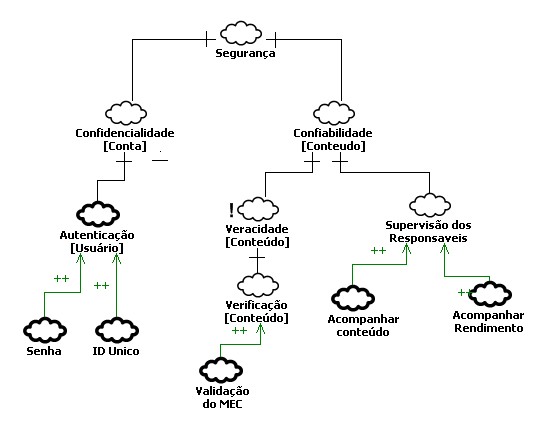 Segurança
Confidencialidade
[Conta]
Confiabilidade
[Conteudo]
!
Autenticação
[Usuário]
Veracidade
[Conteúdo]
Supervisão dos
Responsaveis
++
++
++
++
Verificação
[Conteúdo]
++
Acompanhar
conteúdo
Acompanhar
Rendimento
Senha
ID Unico
Validação
do MEC